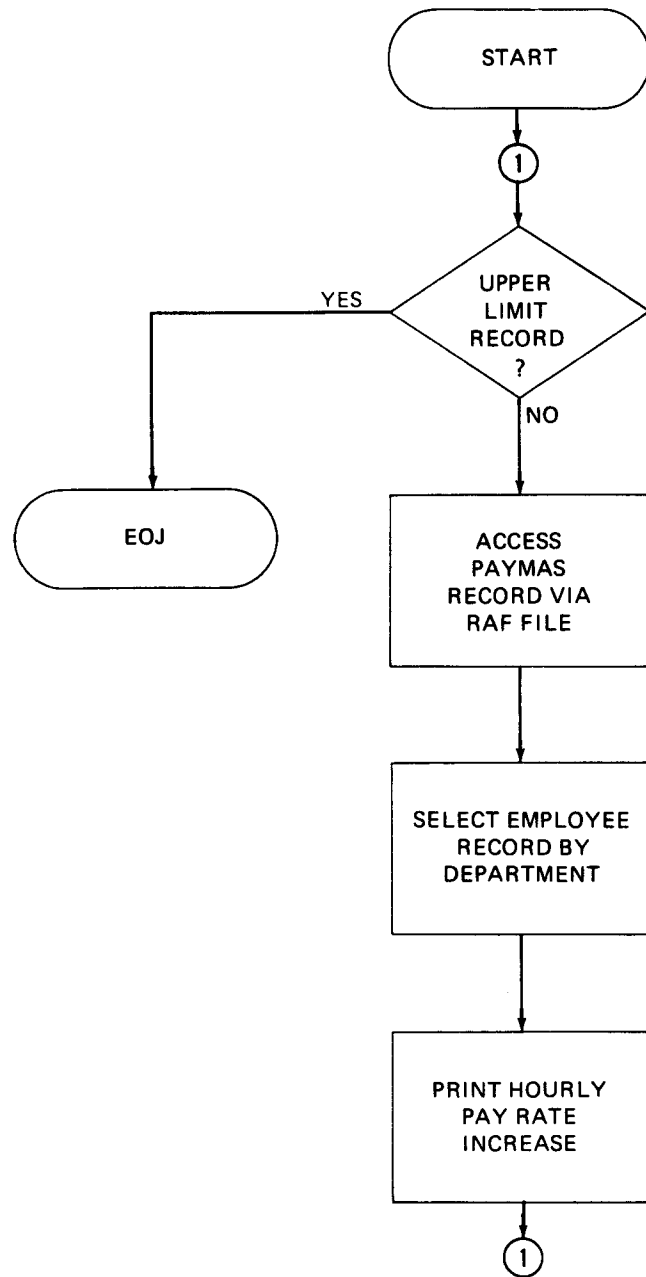 START
1
UPPER
LIMIT
RECORD
?
YES
NO
EOJ
ACCESS
PAYMAS
RECORD VIA
RAF FILE
SELECT EMPLOYEE
RECORD BY
DEPARTMENT
PRINT HOURLY
PAY RATE
INCREASE
1